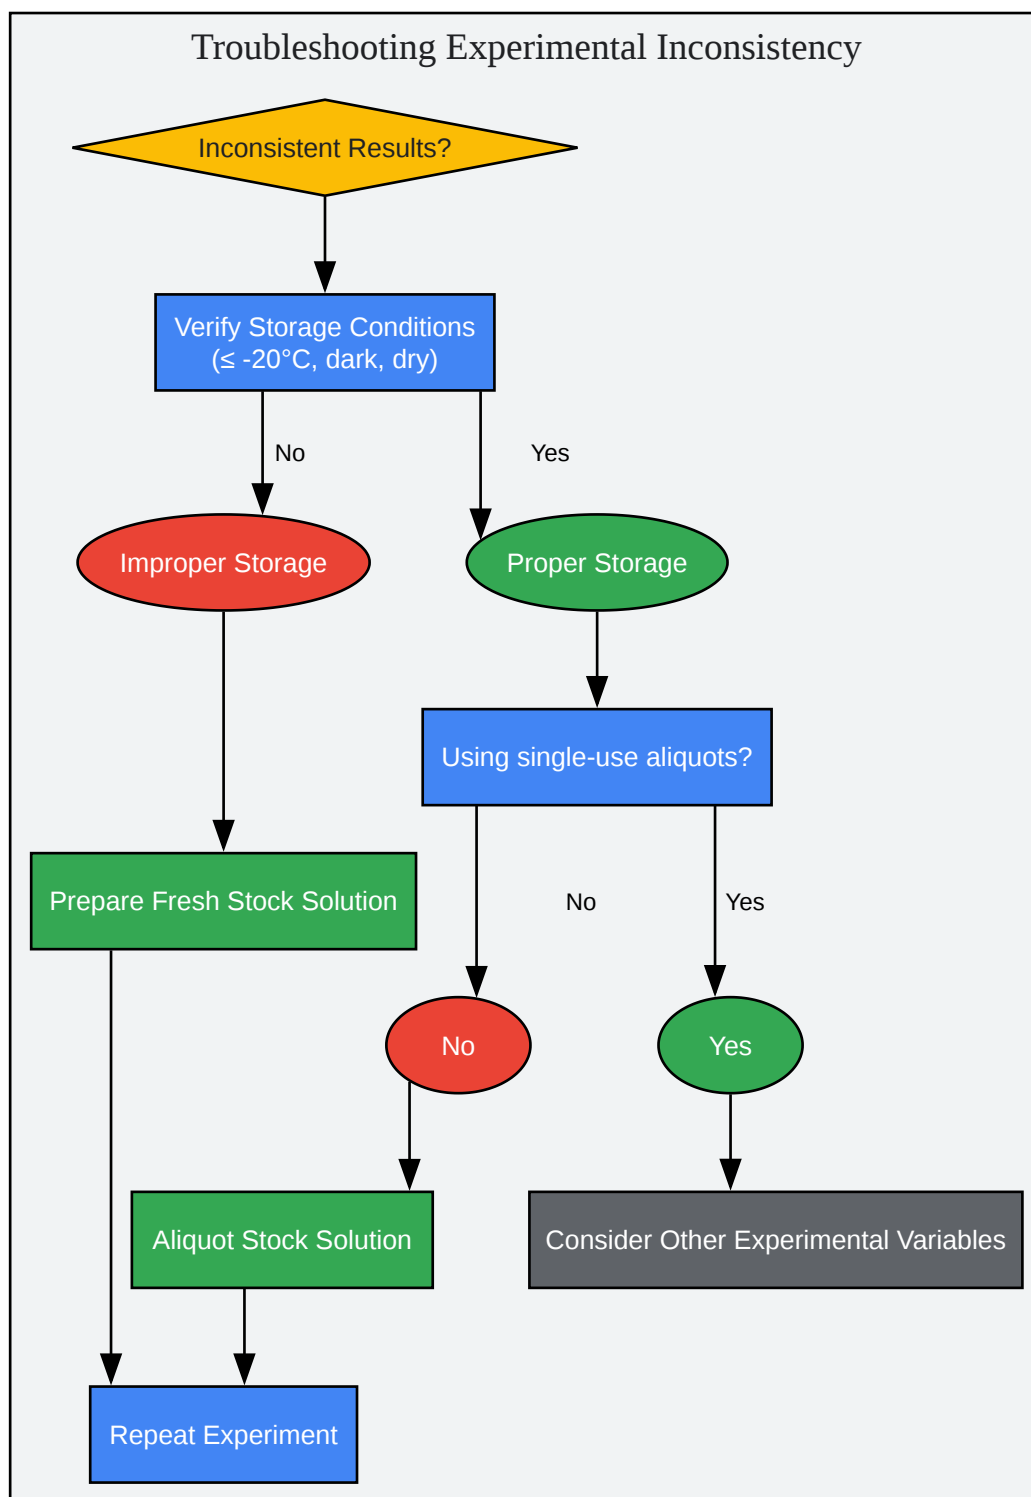 Troubleshooting Experimental Inconsistency
Inconsistent Results?
Verify Storage Conditions
(≤ -20°C, dark, dry)
No
Yes
Improper Storage
Proper Storage
Using single-use aliquots?
Prepare Fresh Stock Solution
No
Yes
No
Yes
Aliquot Stock Solution
Consider Other Experimental Variables
Repeat Experiment